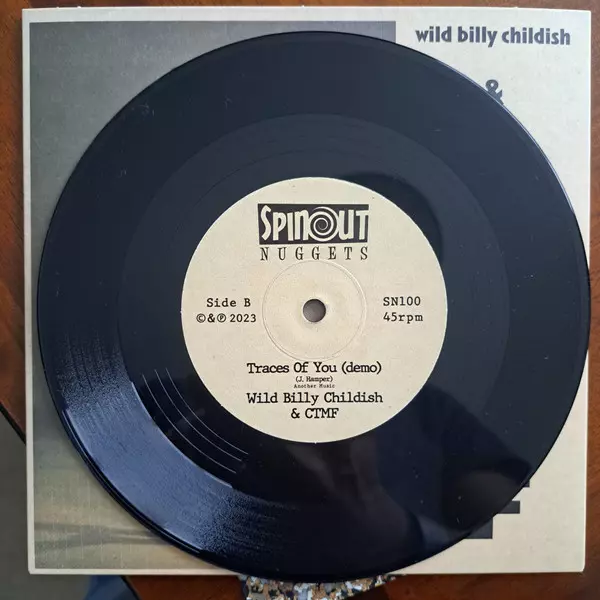 wild billy childish
&
SPINOUT
NUGGETS
Side B
SN100
©&℗ 2023
45rpm
Traces Of You (demo)
(J. Hamper)
Another Music
Wild Billy Childish
& CTMF